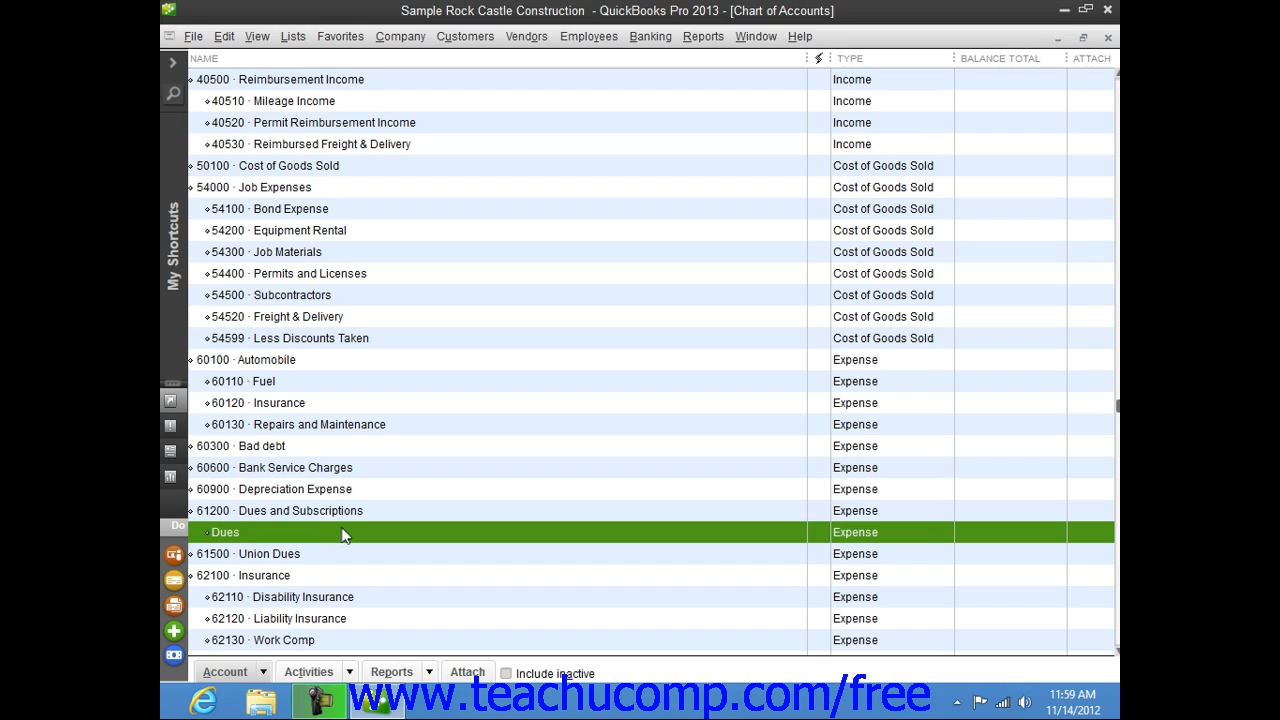 Sample Rock Castle Construction - QuickBooks Pro 2013 - [Chart of Accounts]
File Edit View Lists Favorites Company Customers Vendors Employees Banking Reports Window Help
NAME TYPE BALANCE TOTAL ATTACH
40500 · Reimbursement Income Income
40510 · Mileage Income Income
40520 · Permit Reimbursement Income Income
40530 · Reimbursed Freight & Delivery Income
50100 · Cost of Goods Sold Cost of Goods Sold
54000 · Job Expenses Cost of Goods Sold
54100 · Bond Expense Cost of Goods Sold
54200 · Equipment Rental Cost of Goods Sold
54300 · Job Materials Cost of Goods Sold
54400 · Permits and Licenses Cost of Goods Sold
54500 · Subcontractors Cost of Goods Sold
54520 · Freight & Delivery Cost of Goods Sold
54599 · Less Discounts Taken Cost of Goods Sold
60100 · Automobile Expense
60110 · Fuel Expense
60120 · Insurance Expense
60130 · Repairs and Maintenance Expense
60300 · Bad debt Expense
60600 · Bank Service Charges Expense
60900 · Depreciation Expense Expense
61200 · Dues and Subscriptions Expense
Dues Expense
61500 · Union Dues Expense
62100 · Insurance Expense
62110 · Disability Insurance Expense
62120 · Liability Insurance Expense
62130 · Work Comp Expense
My Shortcuts
Do
Account Activities Reports Attach Include inactive
www.teachucomp.com/free
11:59 AM
11/14/2012